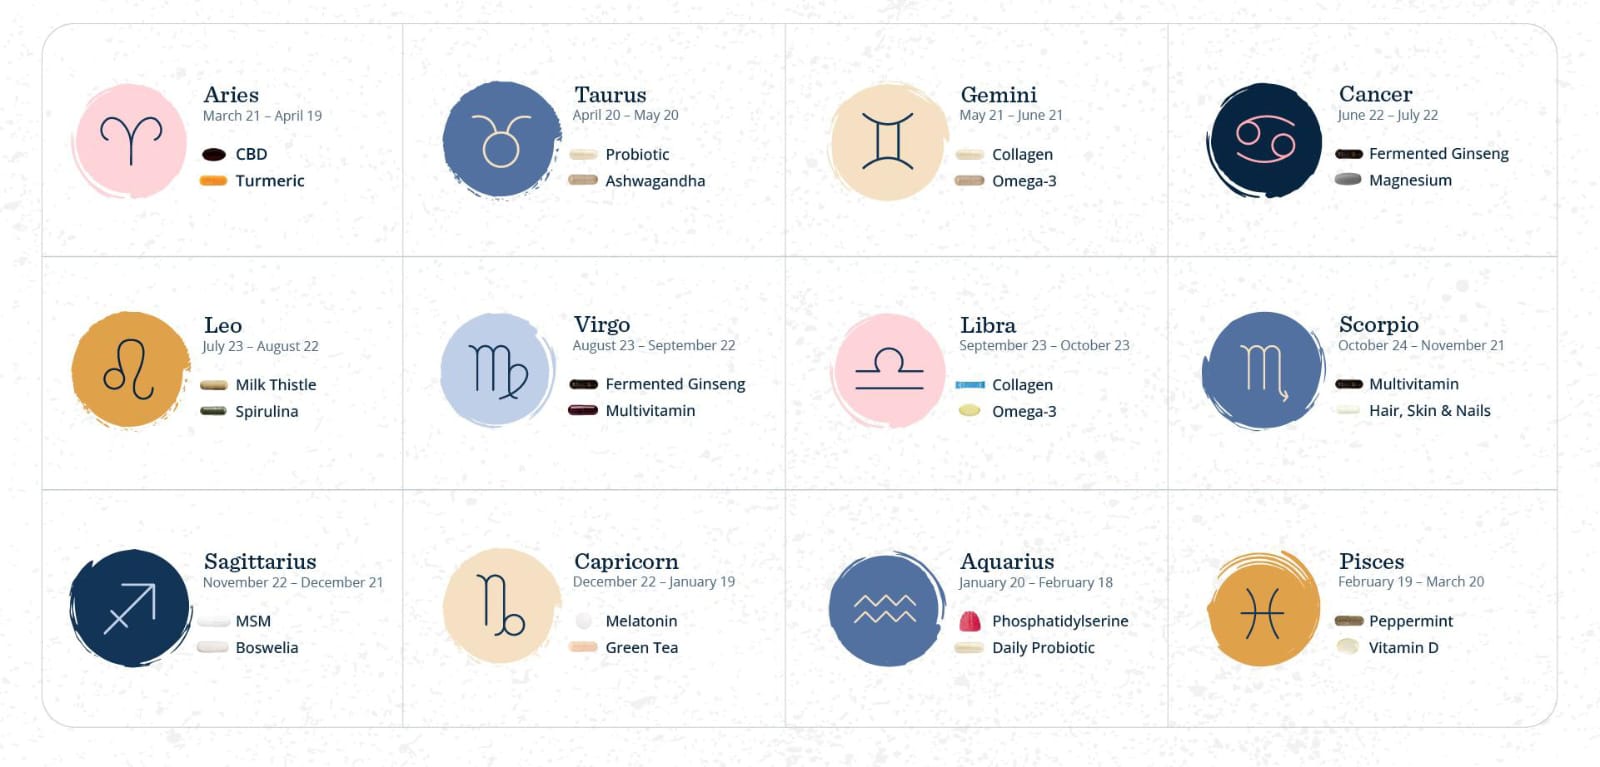 Aries
March 21 – April 19
CBD
Turmeric
Taurus
April 20 – May 20
Probiotic
Ashwagandha
Gemini
May 21 – June 21
Collagen
Omega-3
Cancer
June 22 – July 22
Fermented Ginseng
Magnesium
Leo
July 23 – August 22
Milk Thistle
Spirulina
Virgo
August 23 – September 22
Fermented Ginseng
Multivitamin
Libra
September 23 – October 23
Collagen
Omega-3
Scorpio
October 24 – November 21
Multivitamin
Hair, Skin & Nails
Sagittarius
November 22 – December 21
MSM
Boswelia
Capricorn
December 22 – January 19
Melatonin
Green Tea
Aquarius
January 20 – February 18
Phosphatidylserine
Daily Probiotic
Pisces
February 19 – March 20
Peppermint
Vitamin D